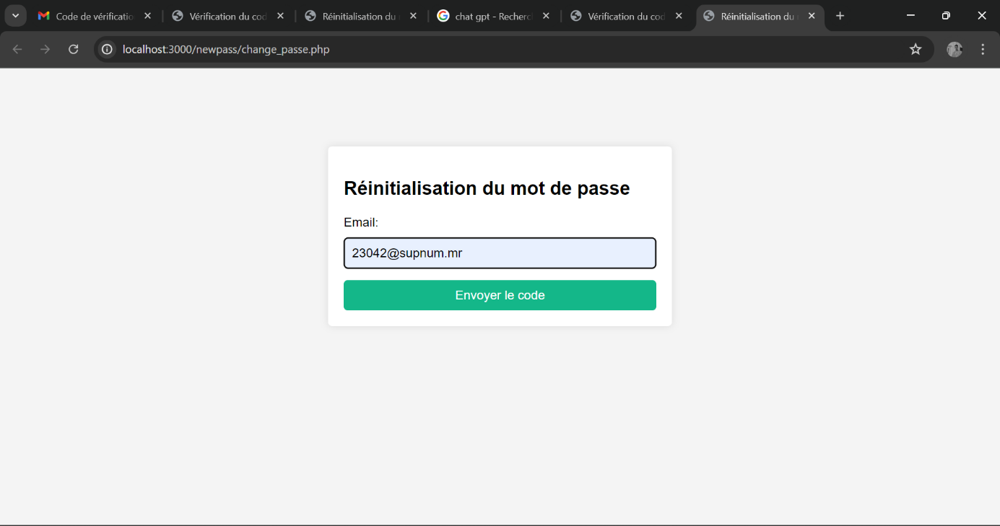 Code de vérificatio
Vérification du cod
Réinitialisation du
chat gpt - Recherc
Vérification du cod
Réinitialisation du
localhost:3000/newpass/change_passe.php
Réinitialisation du mot de passe
Email:
23042@supnum.mr
Envoyer le code